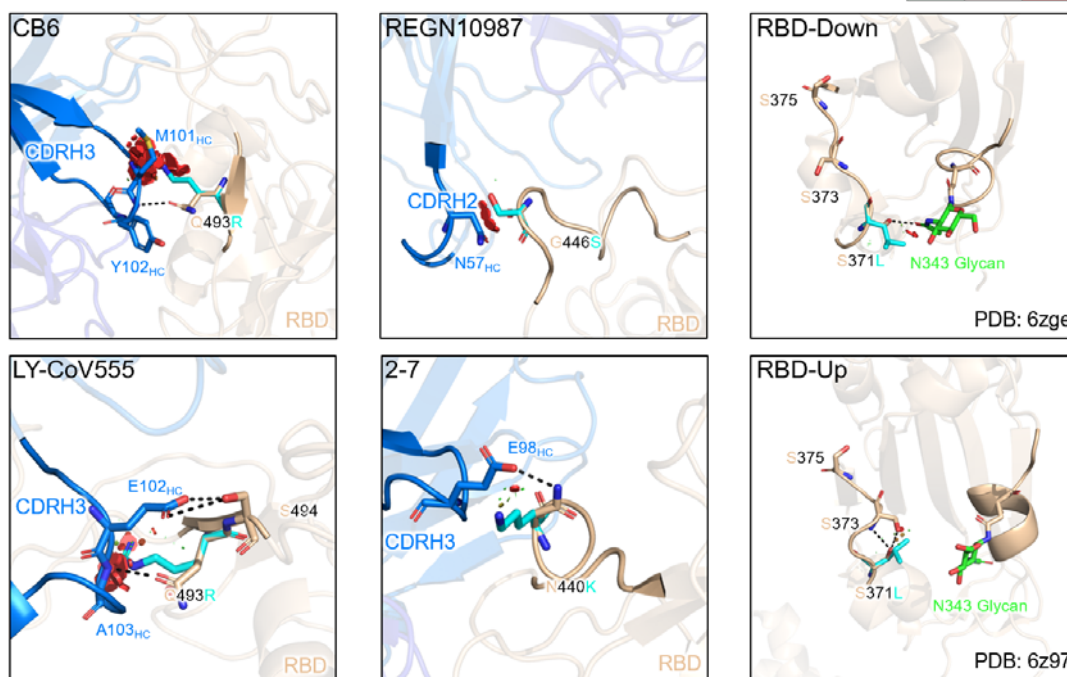 CB6
M101HC
CDRH3
Q493R
Y102HC
RBD
REGN10987
CDRH2
G446S
N57HC
RBD
RBD-Down
S375
S373
S371L
N343 Glycan
PDB: 6zge
LY-CoV555
E102HC
CDRH3
S494
Q493R
A103HC
RBD
2-7
E98HC
CDRH3
N440K
RBD
RBD-Up
S375
S373
S371L
N343 Glycan
PDB: 6z97